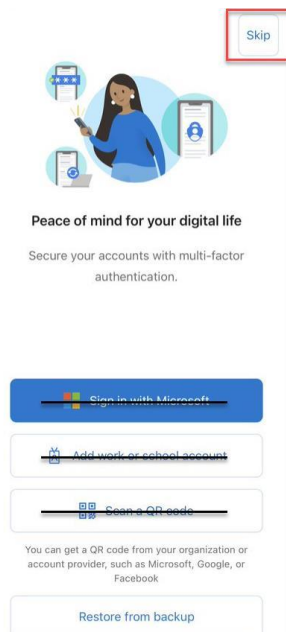 Skip
Peace of mind for your digital life
Secure your accounts with multi-factor
authentication.
Sign in with Microsoft
Add work or school account
Scan a QR code
You can get a QR code from your organization or
account provider, such as Microsoft, Google, or
Facebook
Restore from backup